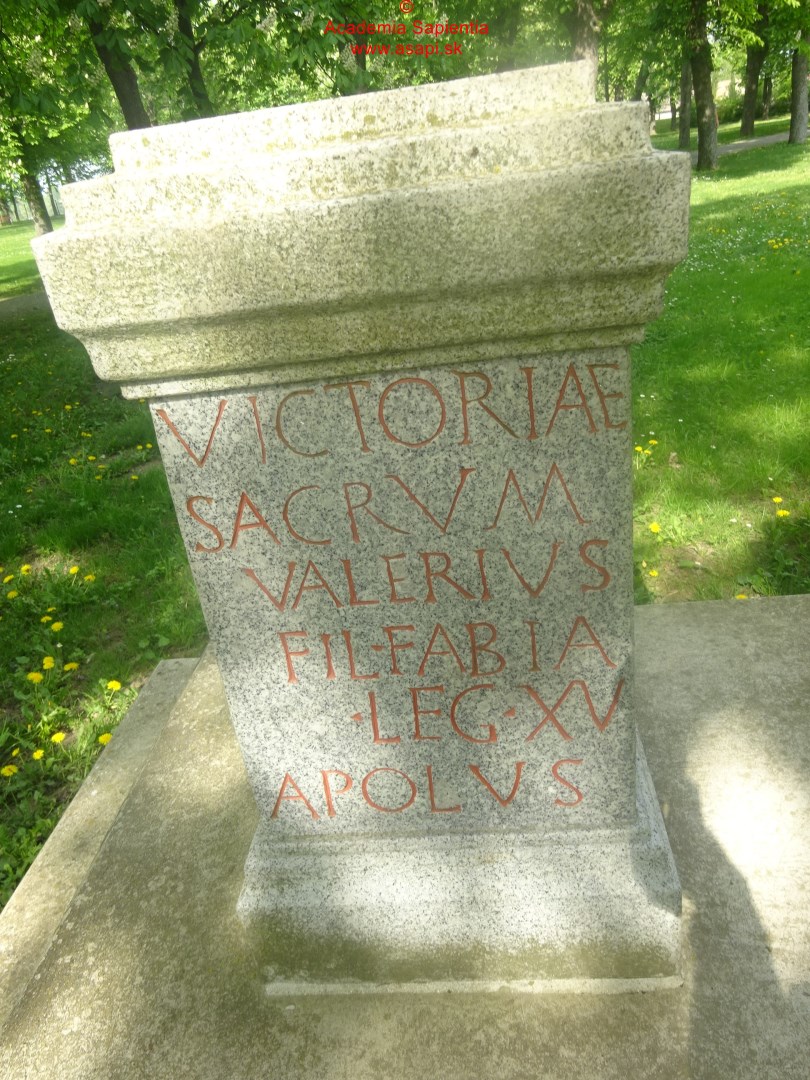 ©
Academia Sapientia
www.asapi.sk
VICTORIAE
SACRVM
VALERIVS
FIL·FABIA
·LEG·XV
APOLVS